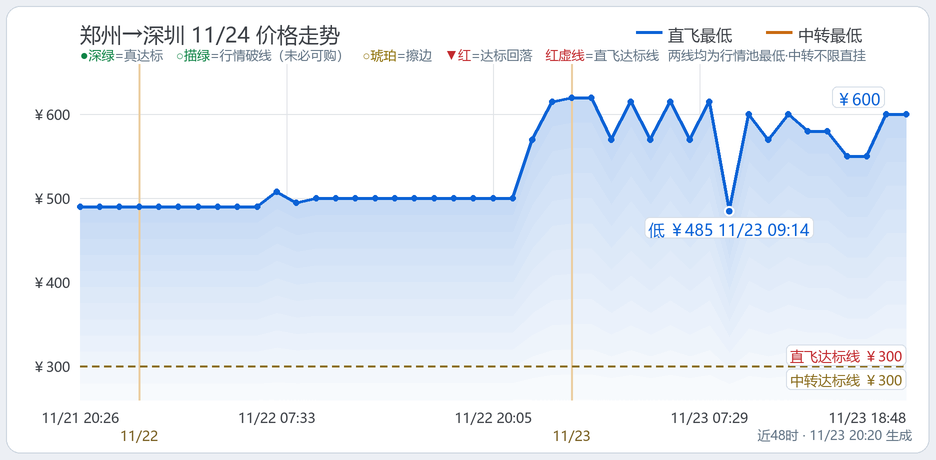 郑州→深圳 11/24 价格走势
直飞最低
中转最低
●深绿=真达标 ○描绿=行情破线（未必可购） ○琥珀=擦边 ▼红=达标回落 红虚线=直飞达标线 两线均为行情池最低·中转不限直挂
¥600
¥600
¥500
低 ¥485 11/23 09:14
¥400
¥300
直飞达标线 ¥300
中转达标线 ¥300
11/21 20:26
11/22 07:33
11/22 20:05
11/23 07:29
11/23 18:48
11/22
11/23
近48时 · 11/23 20:20 生成